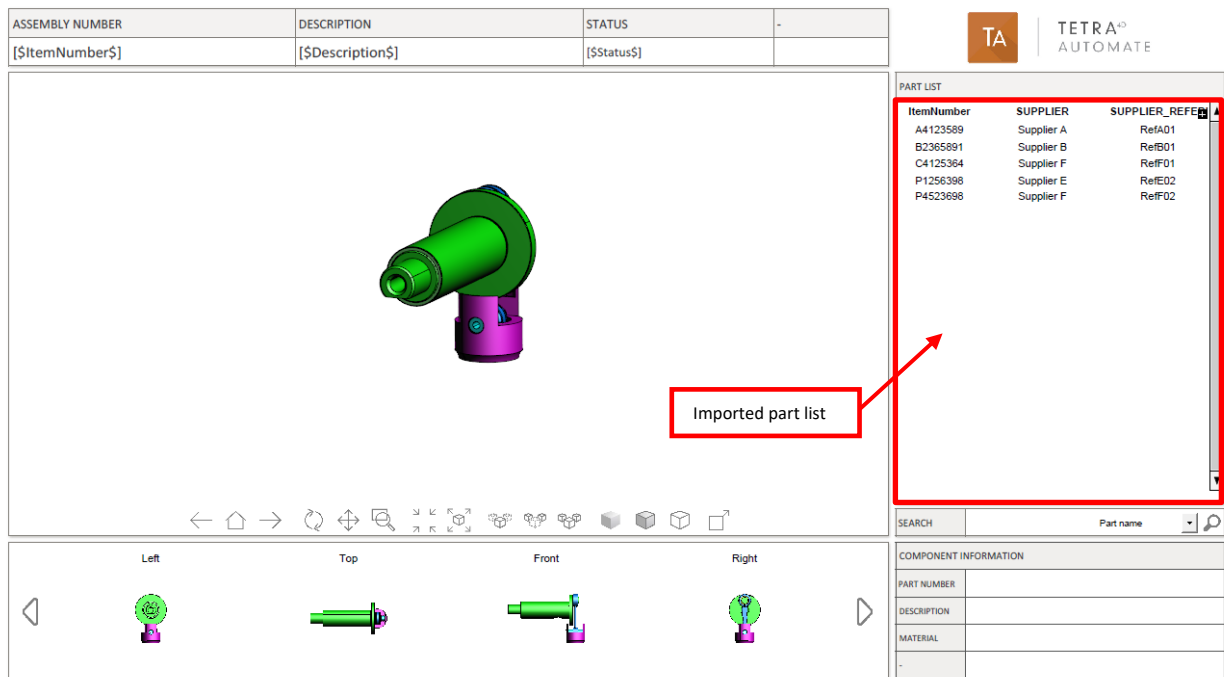 ASSEMBLY NUMBER DESCRIPTION STATUS -
[$ItemNumber$] [$Description$] [$Status$]
TA TETRA4D
AUTOMATE
PART LIST
ItemNumber SUPPLIER SUPPLIER_REFE
A4123589 Supplier A RefA01
B2365891 Supplier B RefB01
C4125364 Supplier F RefF01
P1256398 Supplier E RefE02
P4523698 Supplier F RefF02
Imported part list
SEARCH Part name
Left Top Front Right
COMPONENT INFORMATION
PART NUMBER
DESCRIPTION
MATERIAL
-